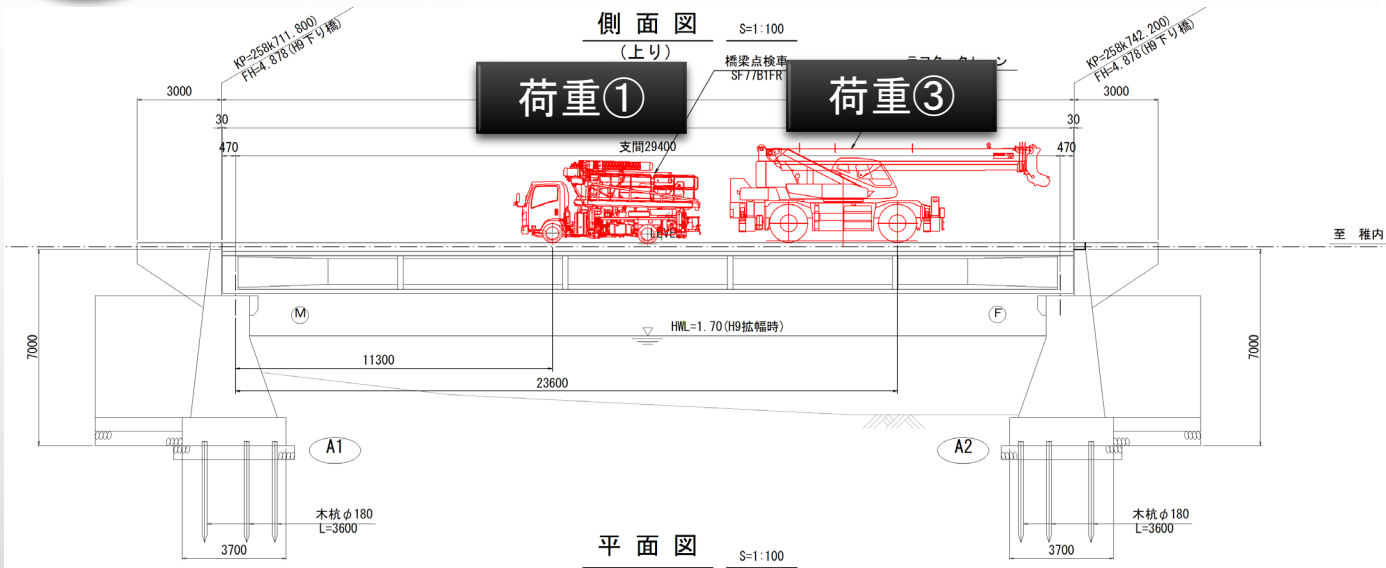 側面図 S=1:100
(上り)
KP=258k711.800)
FH=4.878(H9下り橋)
KP=258k742.200)
FH=4.878(H9下り橋)
橋梁点検車
SF77B1FR
荷重①
荷重③
3000
3000
30
30
470
支間29400
470
至 稚内
LEVEL
M
F
HWL=1.70(H9拡幅時)
7000
7000
11300
23600
A1
A2
木杭φ180
L=3600
木杭φ180
L=3600
3700
3700
平面図 S=1:100